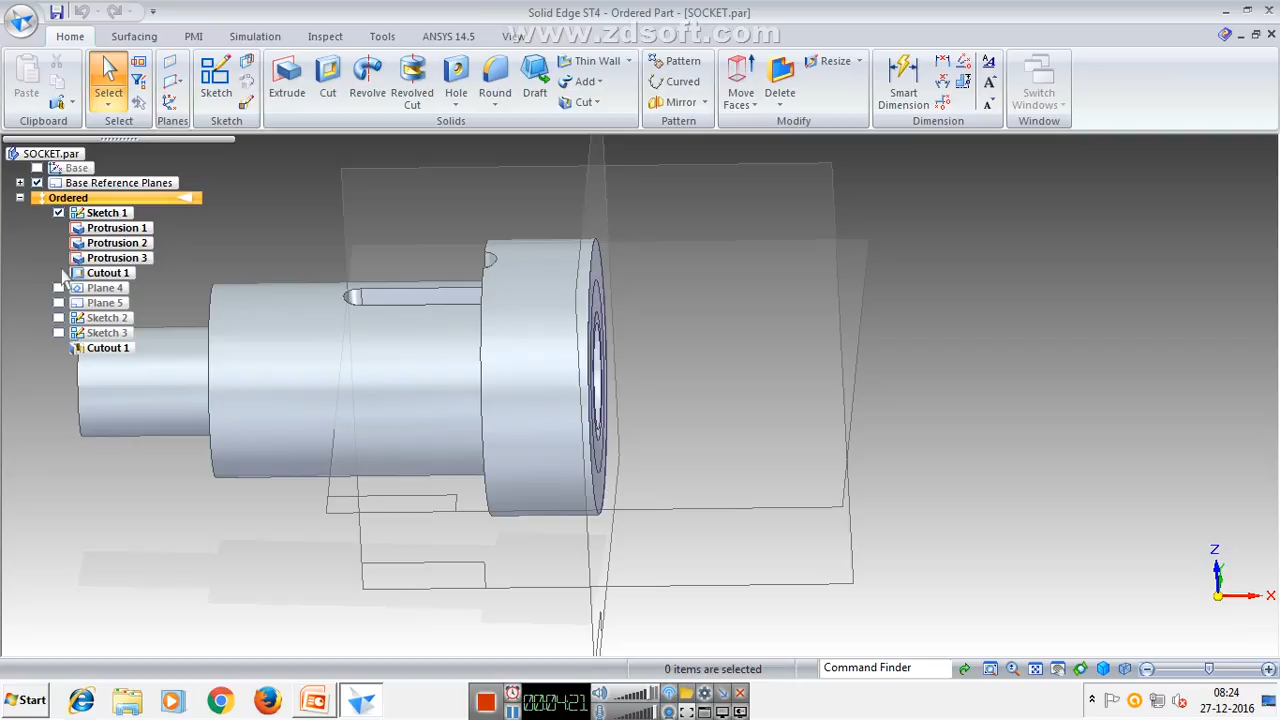 Solid Edge ST4 - Ordered Part - [SOCKET.par]
www.zdsoft.com
Home Surfacing PMI Simulation Inspect Tools ANSYS 14.5 View
Paste Select Sketch Extrude Cut Revolve Revolved Cut Hole Round Draft Thin Wall Add Cut Pattern Curved Mirror Move Faces Delete Resize Smart Dimension Switch Windows
Clipboard Select Planes Sketch Solids Pattern Modify Dimension Window
SOCKET.par
Base
Base Reference Planes
Ordered
Sketch 1
Protrusion 1
Protrusion 2
Protrusion 3
Cutout 1
Plane 4
Plane 5
Sketch 2
Sketch 3
Cutout 1
Z
X
0 items are selected
Command Finder
Start
00:04:21
08:24
27-12-2016